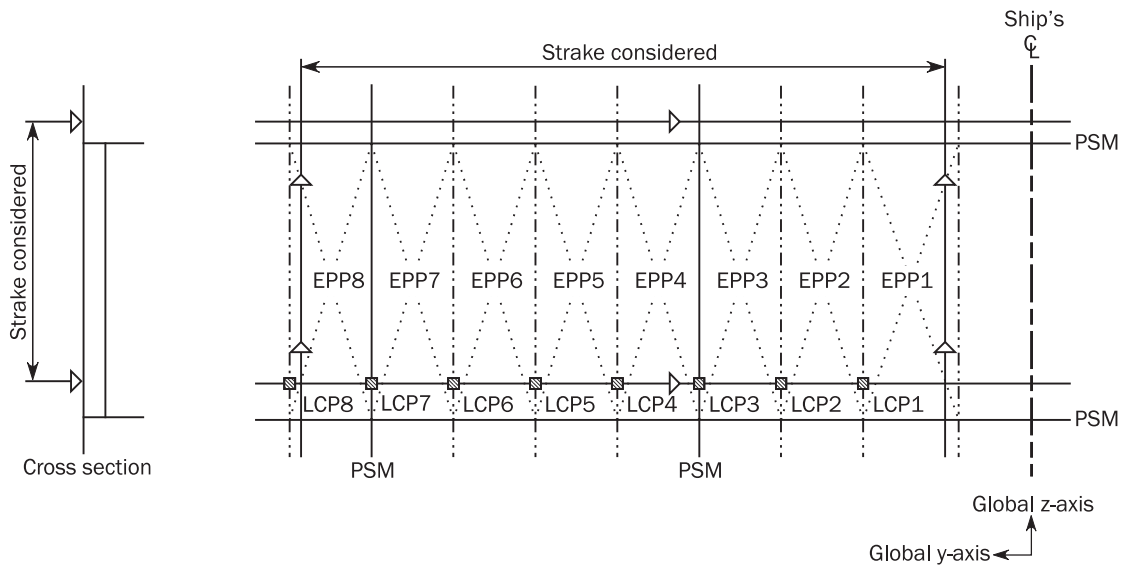 Ship's
℄
Strake considered
Strake considered
PSM
EPP8 EPP7 EPP6 EPP5 EPP4 EPP3 EPP2 EPP1
LCP8 LCP7 LCP6 LCP5 LCP4 LCP3 LCP2 LCP1
PSM
Cross section
PSM
PSM
Global z-axis
Global y-axis